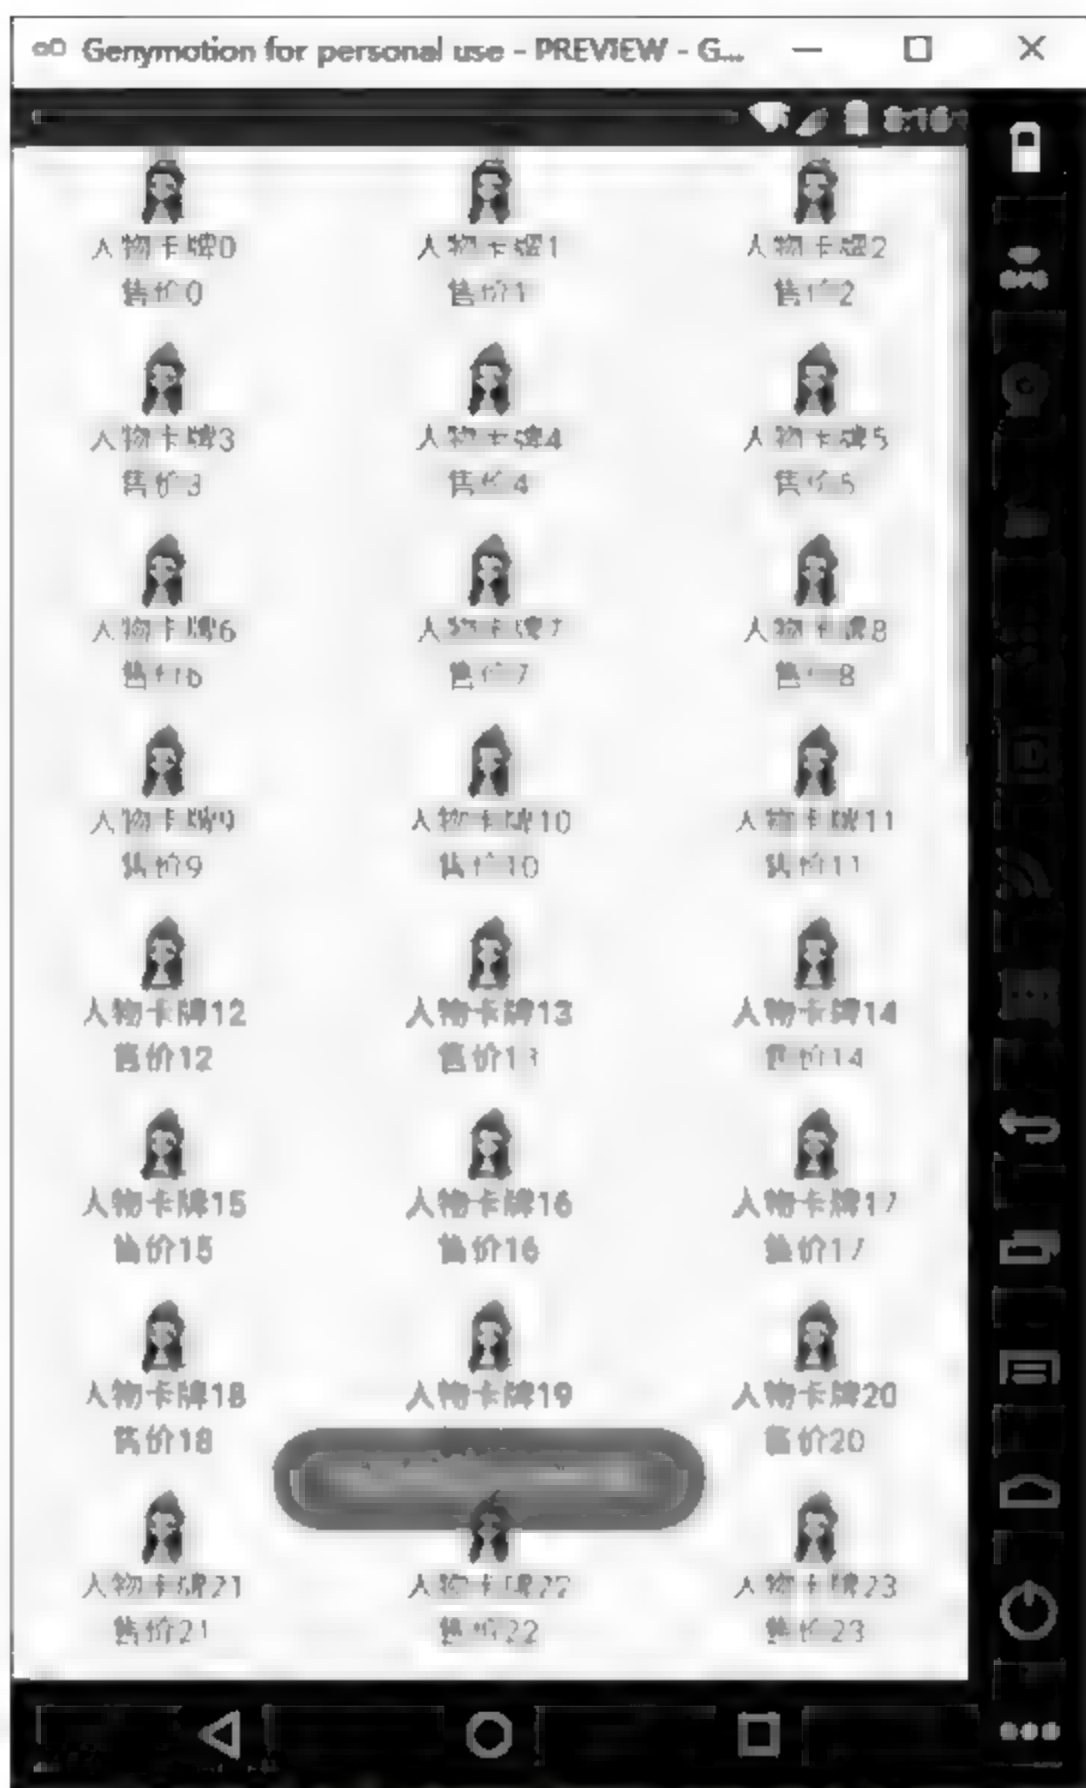 Genymotion for personal use - PREVIEW - G...
8:16
人物卡牌0 人物卡牌1 人物卡牌2
售价0 售价1 售价2
人物卡牌3 人物卡牌4 人物卡牌5
售价3 售价4 售价5
人物卡牌6 人物卡牌7 人物卡牌8
售价6 售价7 售价8
人物卡牌9 人物卡牌10 人物卡牌11
售价9 售价10 售价11
人物卡牌12 人物卡牌13 人物卡牌14
售价12 售价13 售价14
人物卡牌15 人物卡牌16 人物卡牌17
售价15 售价16 售价17
人物卡牌18 人物卡牌19 人物卡牌20
售价18 售价20
人物卡牌21 人物卡牌22 人物卡牌23
售价21 售价22 售价23